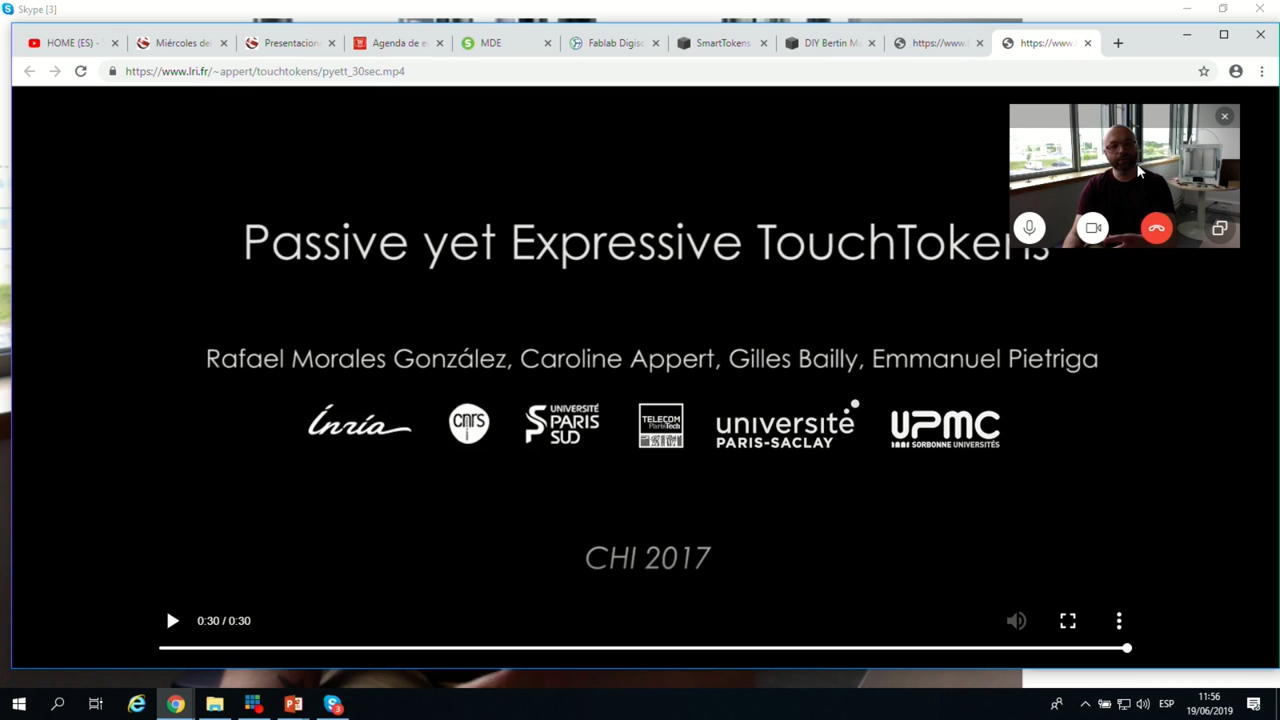 Skype [3]
HOME (ES) -
Miércoles de
Presentacion
Agenda de e
MDE
Fablab Digisc
SmartTokens
DIY Bertin Ma
https://www.l
https://www.
https://www.lri.fr/~appert/touchtokens/pyett_30sec.mp4
Passive yet Expressive TouchTokens
Rafael Morales González, Caroline Appert, Gilles Bailly, Emmanuel Pietriga
inria
cnrs
UNIVERSITÉ
PARIS
SUD
TELECOM
ParisTech
université
PARIS-SACLAY
UPMC
SORBONNE UNIVERSITÉS
CHI 2017
0:30 / 0:30
ESP
11:56
19/06/2019